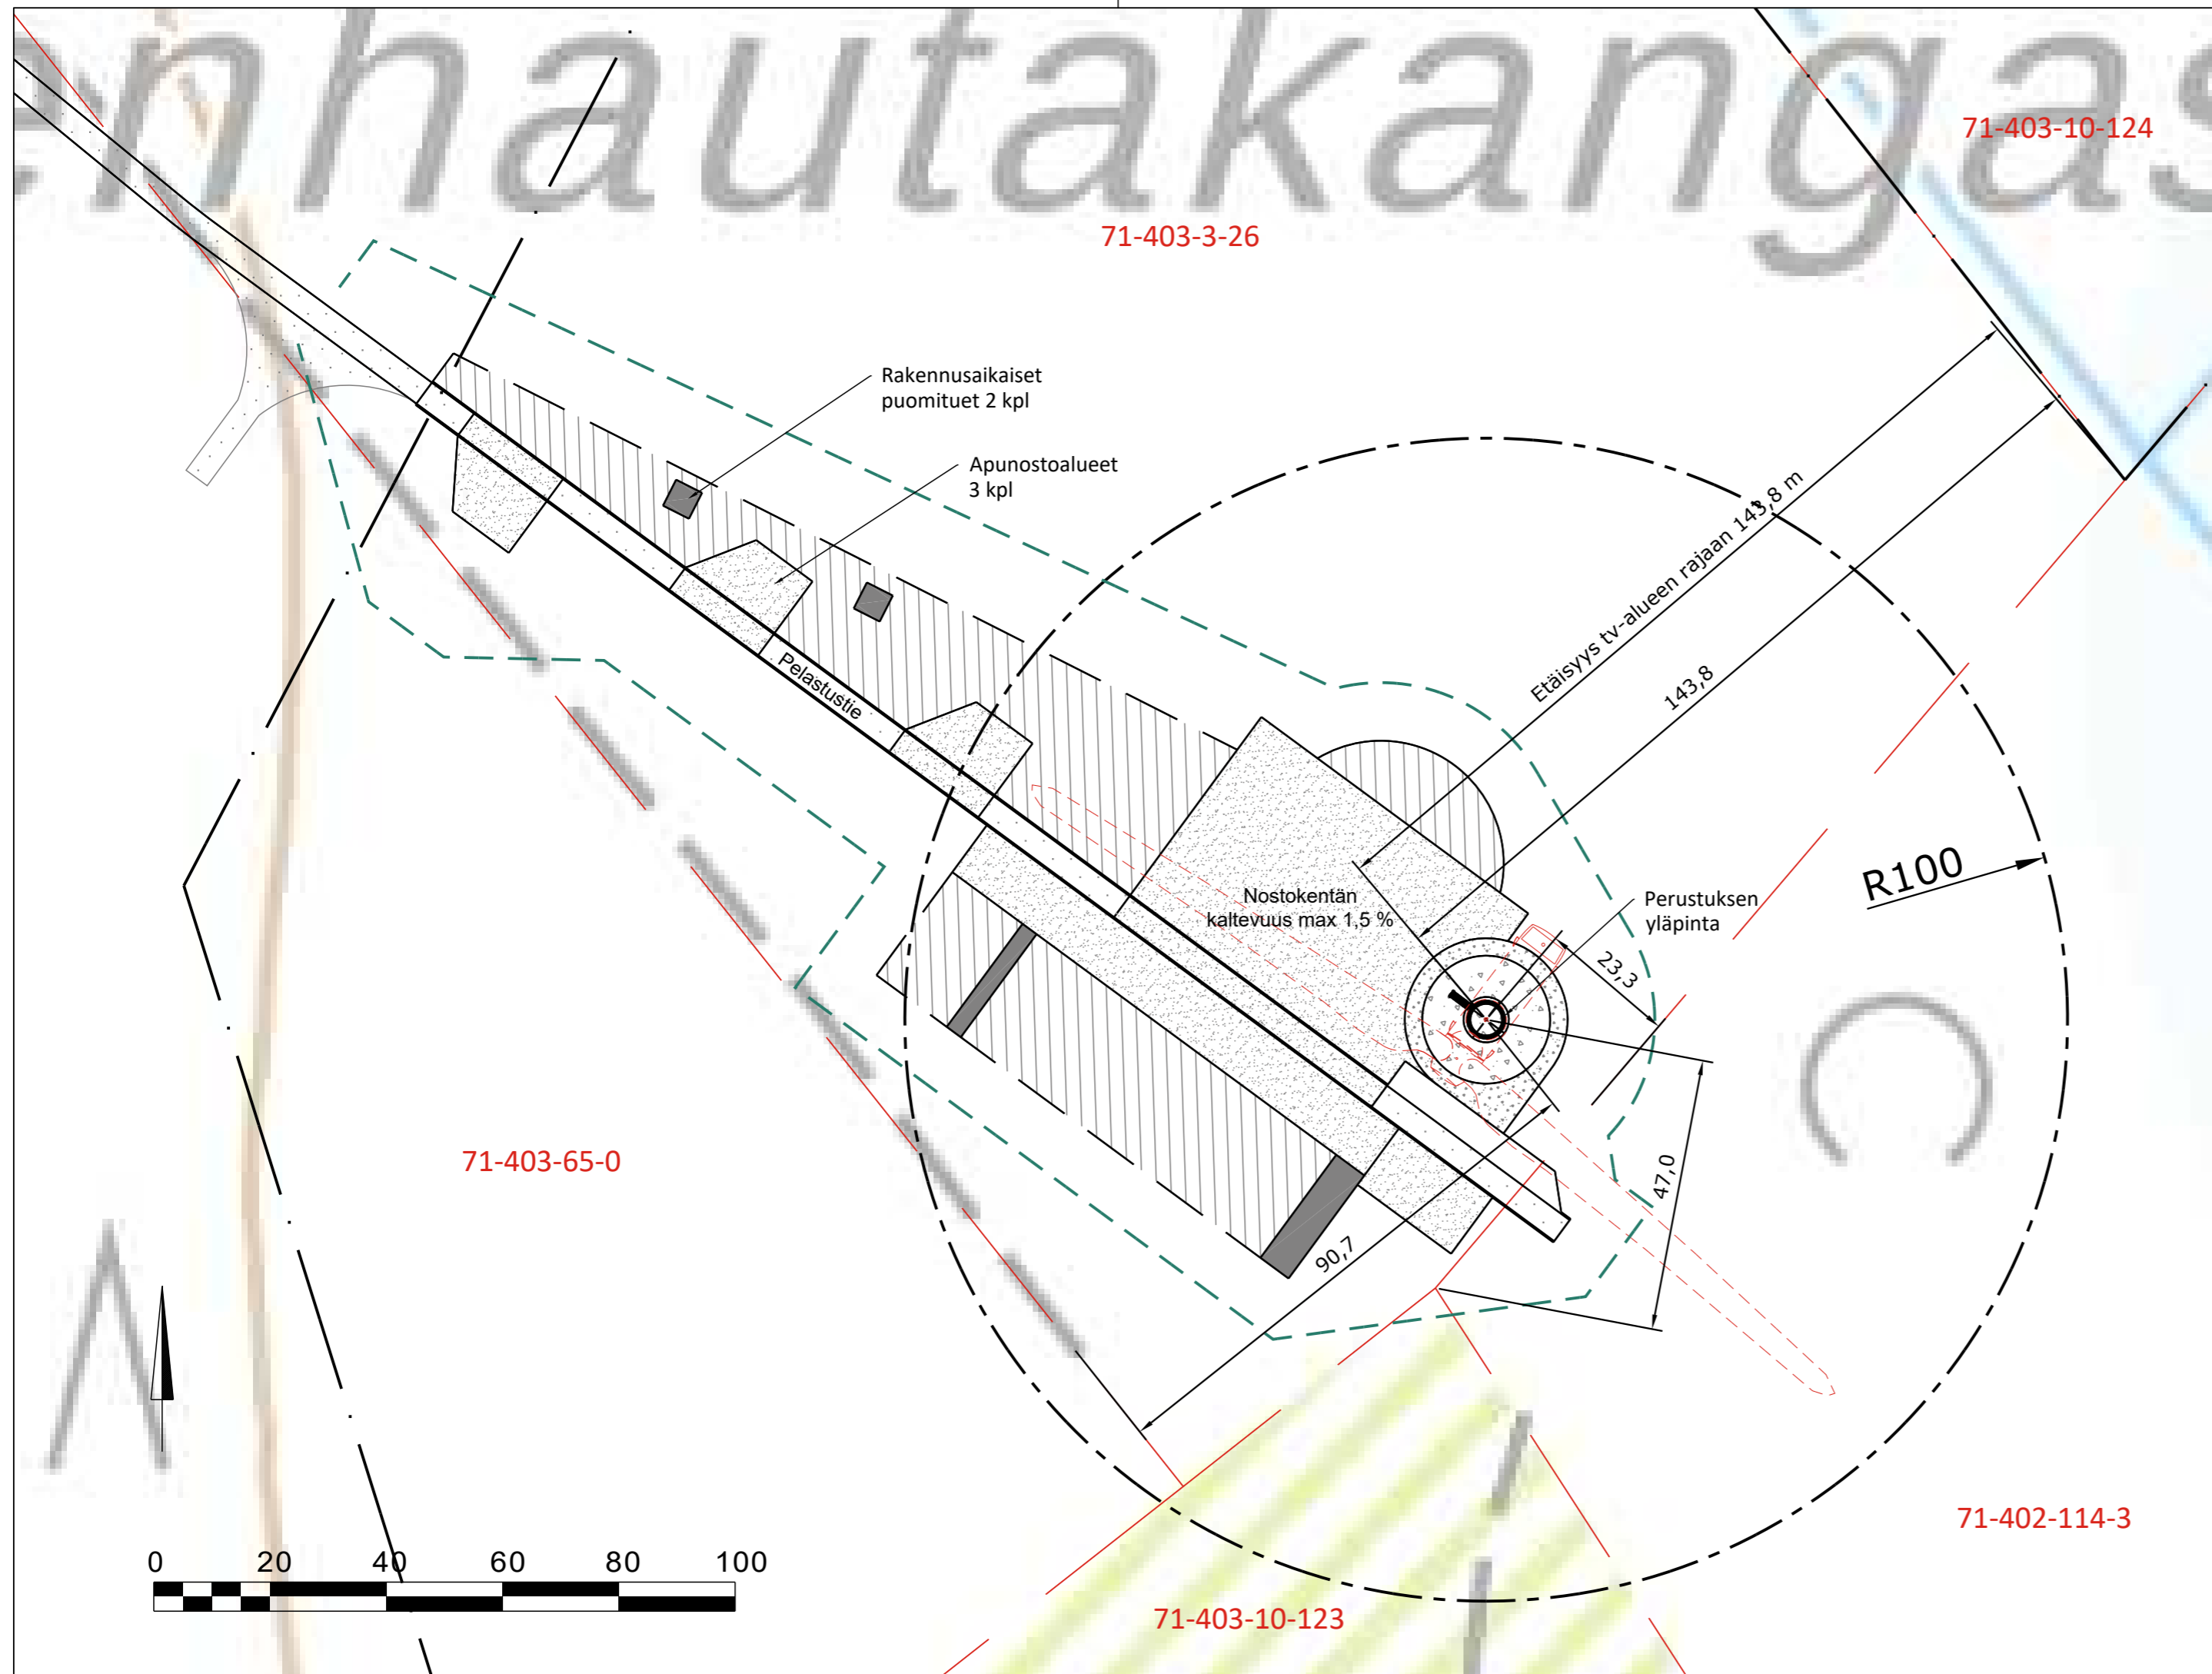 enhautakangas
71-403-10-124
71-403-3-26
Rakennusaikaiset
puomituet 2 kpl
Apunostoalueet
3 kpl
Etäisyys tv-alueen rajaan 143,8 m
143,8
Pelastustie
R100
Nostokentän
kaltevuus max 1,5 %
Perustuksen
yläpinta
23,3
47,0
90,7
71-403-65-0
71-402-114-3
71-403-10-123
0 20 40 60 80 100